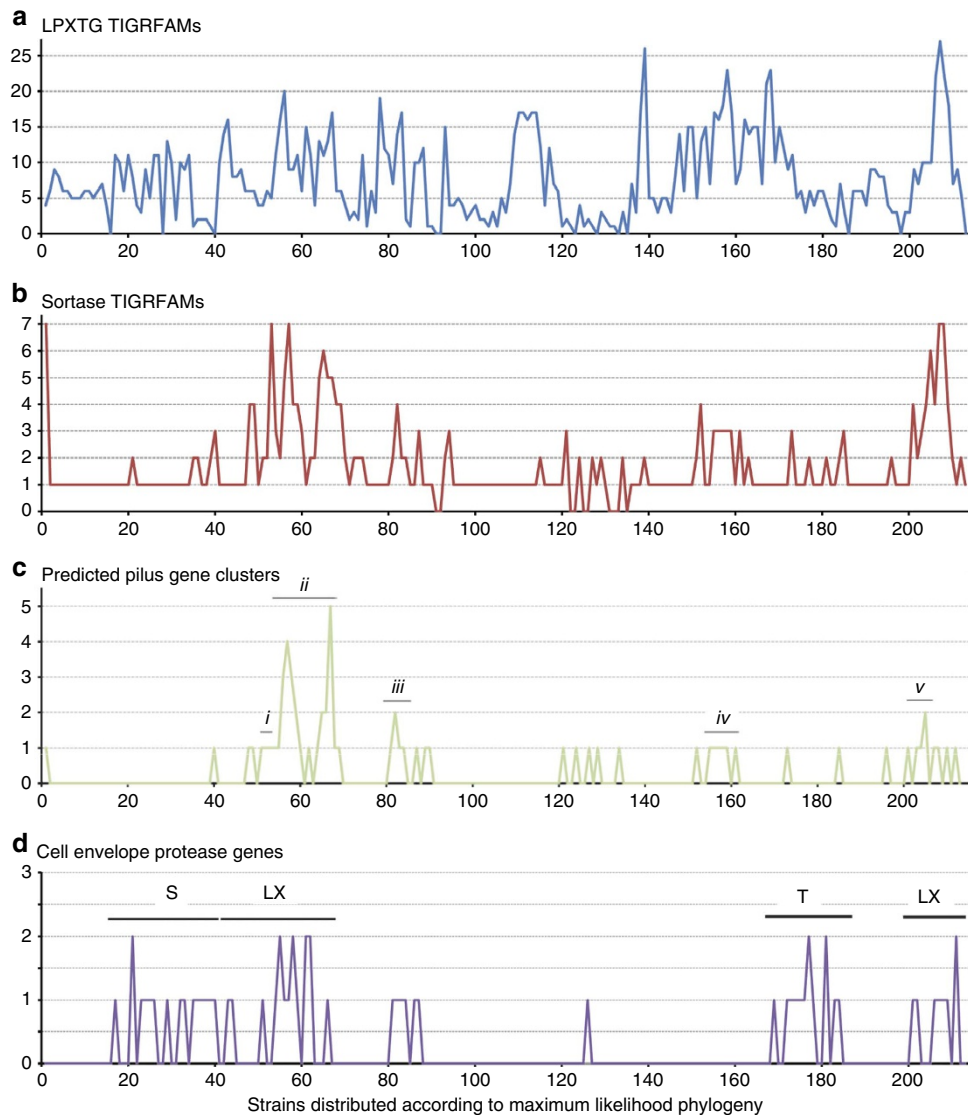 a LPXTG TIGRFAMs
25
20
15
10
5
0
0 20 40 60 80 100 120 140 160 180 200
b Sortase TIGRFAMs
7
6
5
4
3
2
1
0
0 20 40 60 80 100 120 140 160 180 200
c Predicted pilus gene clusters
ii
5
4
3
iii v
2
i iv
1
0
0 20 40 60 80 100 120 140 160 180 200
d Cell envelope protease genes
3
S LX T LX
2
1
0
0 20 40 60 80 100 120 140 160 180 200
Strains distributed according to maximum likelihood phylogeny